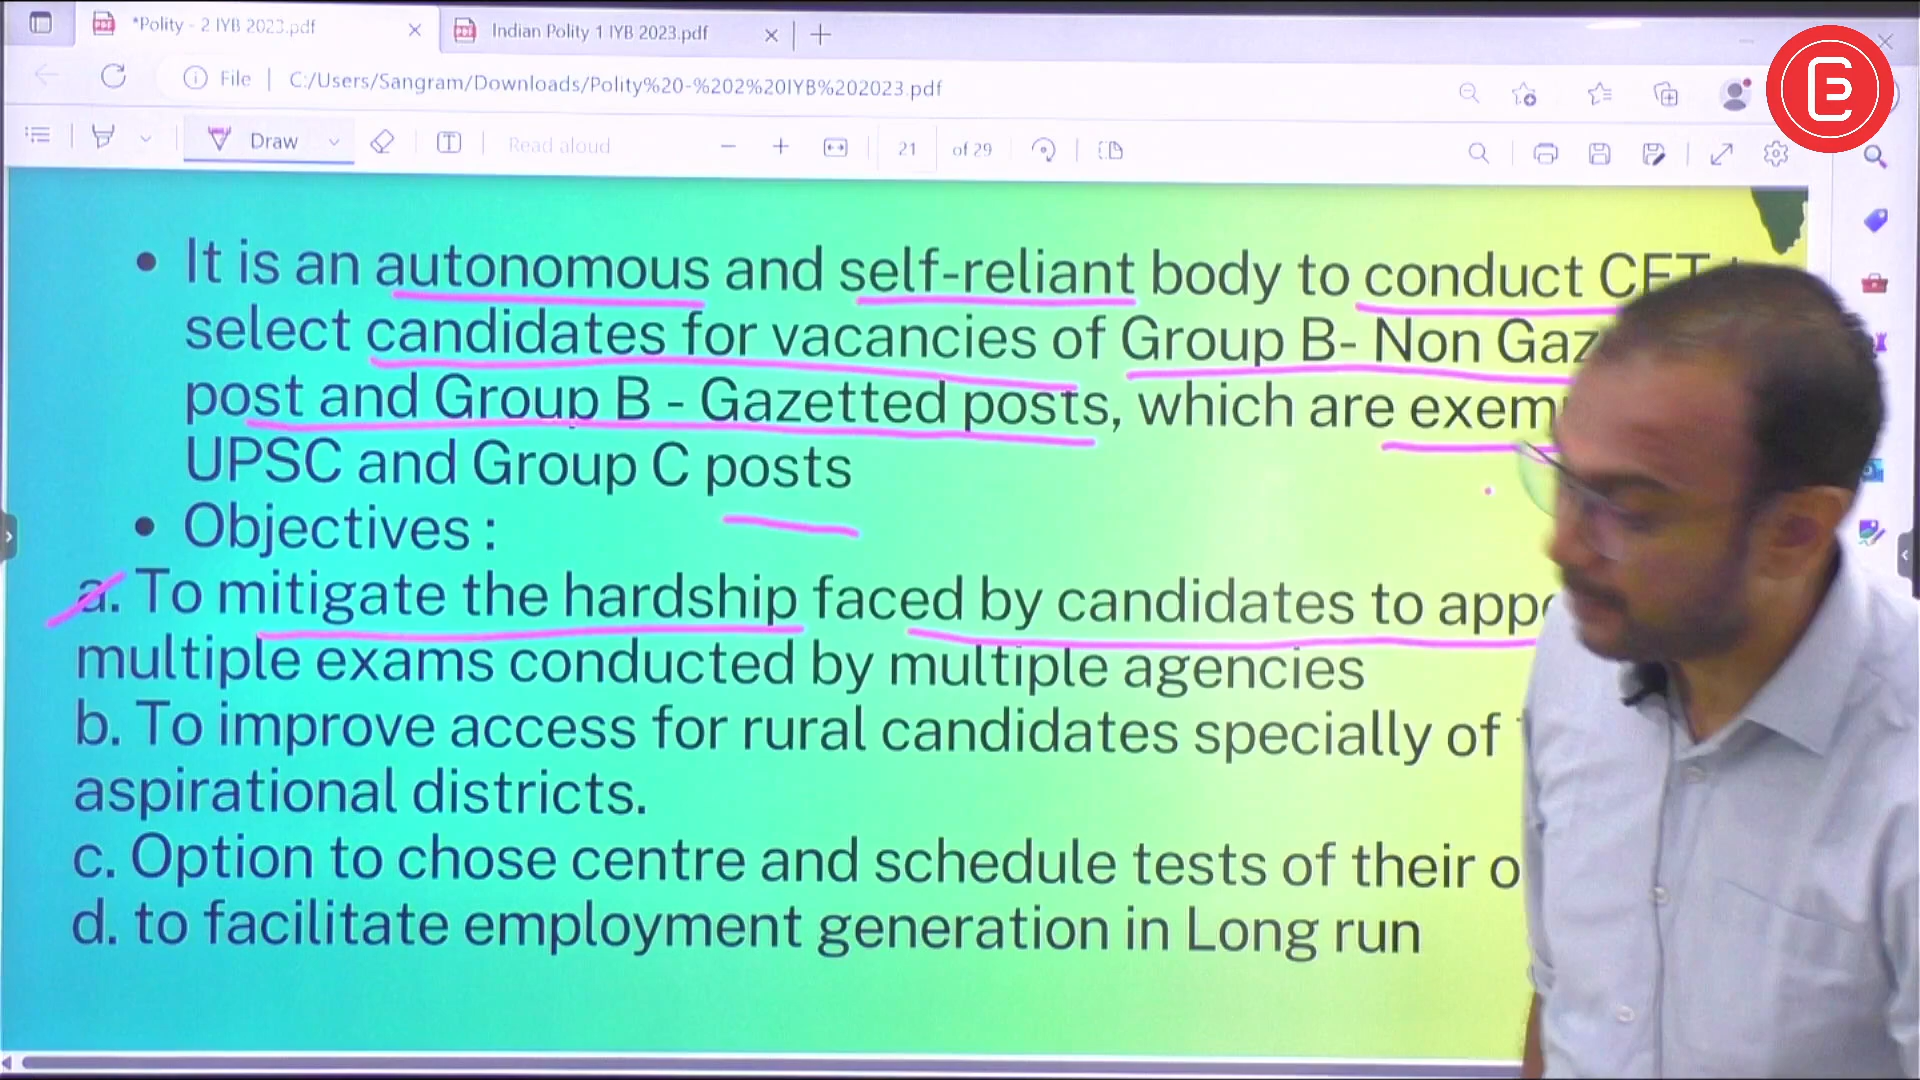 *Polity - 2 IYB 2023.pdf
Indian Polity 1 IYB 2023.pdf
File
C:/Users/Sangram/Downloads/Polity%20-%202%20IYB%202023.pdf
Draw
Read aloud
21
of 29
• It is an autonomous and self-reliant body to conduct CET
select candidates for vacancies of Group B- Non
post and Group B - Gazetted posts, which are
UPSC and Group C posts
• Objectives :
a. To mitigate the hardship faced by candidates to
multiple exams conducted by multiple agencies
b. To improve access for rural candidates specially of
aspirational districts.
c. Option to chose centre and schedule tests of their
d. to facilitate employment generation in Long run